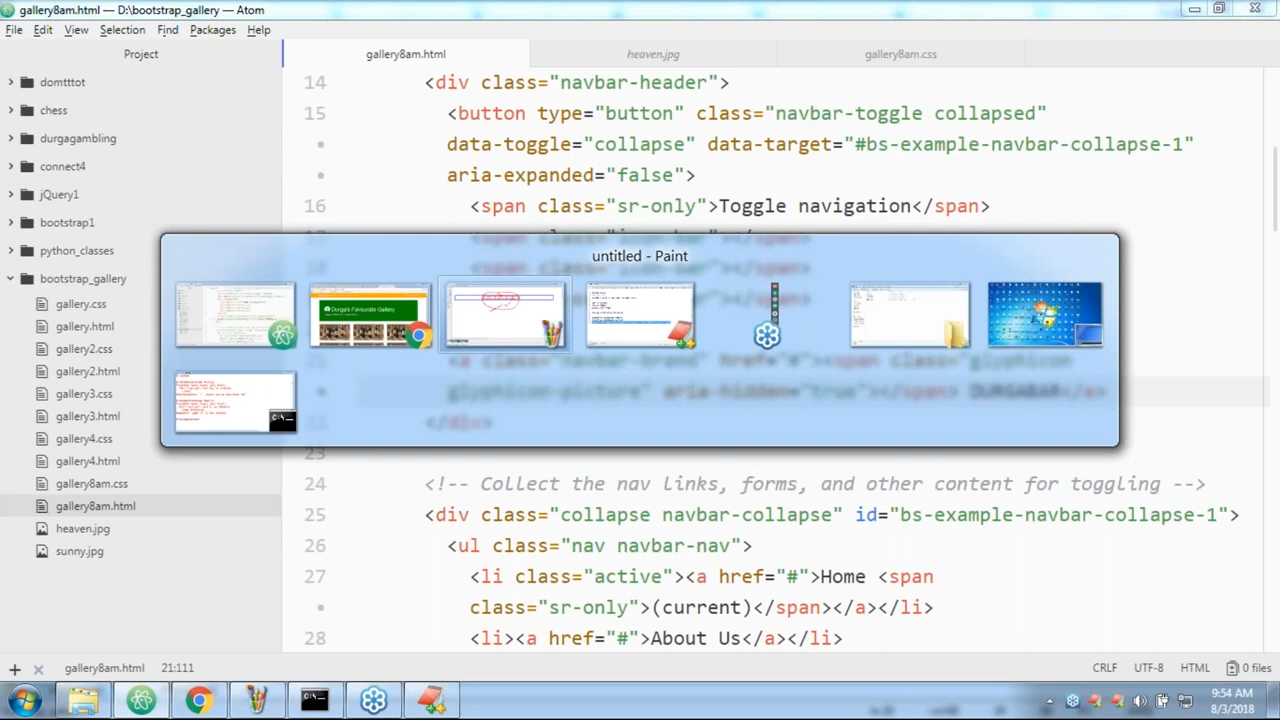 gallery8am.html — D:\bootstrap_gallery — Atom
File Edit View Selection Find Packages Help
Project
gallery8am.html heaven.jpg gallery8am.css
domtttot
chess
durgagambling
connect4
jQuery1
bootstrap1
python_classes
bootstrap_gallery
gallery.css
gallery.html
gallery2.css
gallery2.html
gallery3.css
gallery3.html
gallery4.css
gallery4.html
gallery8am.css
gallery8am.html
heaven.jpg
sunny.jpg
14 <div class="navbar-header">
15 <button type="button" class="navbar-toggle collapsed"
data-toggle="collapse" data-target="#bs-example-navbar-collapse-1"
aria-expanded="false">
16 <span class="sr-only">Toggle navigation</span>
untitled - Paint
Durga's Favourite Gallery
23
24 <!-- Collect the nav links, forms, and other content for toggling -->
25 <div class="collapse navbar-collapse" id="bs-example-navbar-collapse-1">
26 <ul class="nav navbar-nav">
27 <li class="active"><a href="#">Home <span
class="sr-only">(current)</span></a></li>
28 <li><a href="#">About Us</a></li>
gallery8am.html 21:111
CRLF UTF-8 HTML 0 files
9:54 AM
8/3/2018